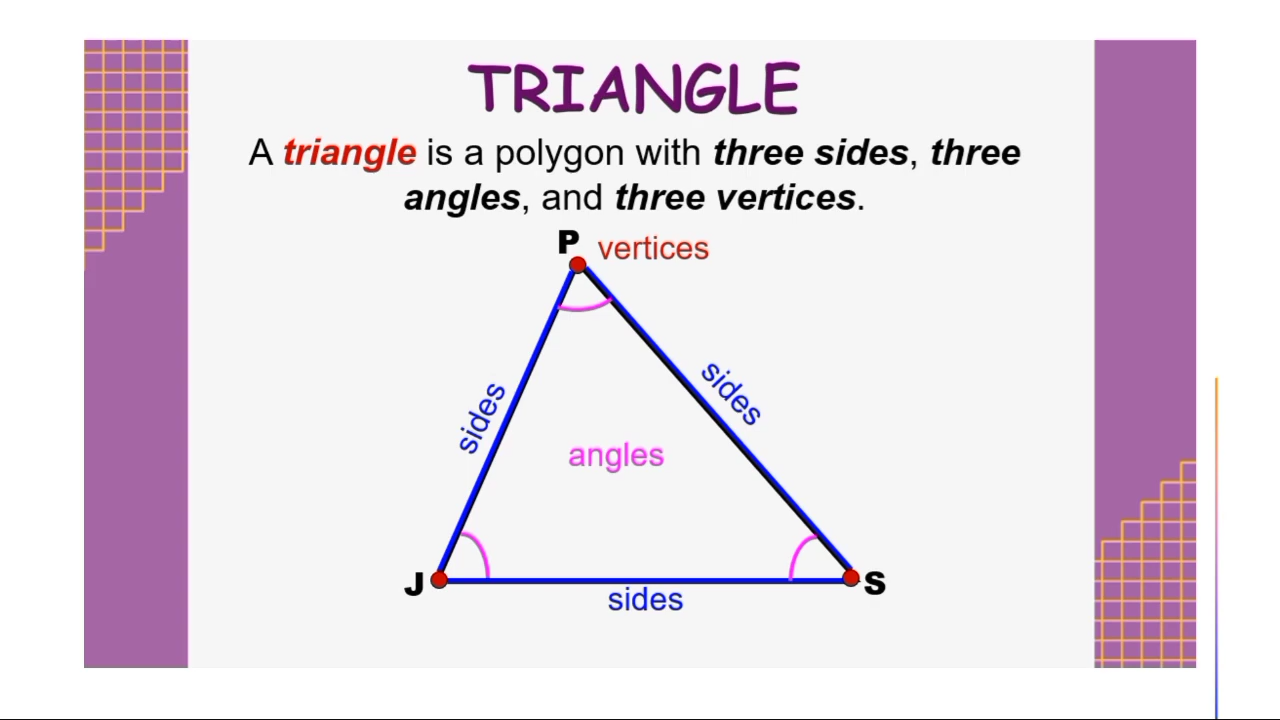 TRIANGLE
A triangle is a polygon with three sides, three
angles, and three vertices.
P vertices
sides
sides
angles
J
S
sides